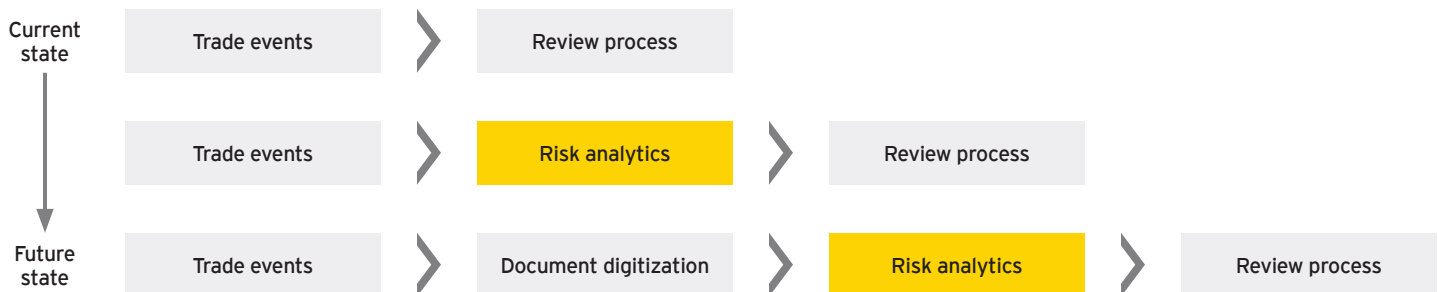 Current
state
Trade events
Review process
Trade events
Risk analytics
Review process
Future
state
Trade events
Document digitization
Risk analytics
Review process